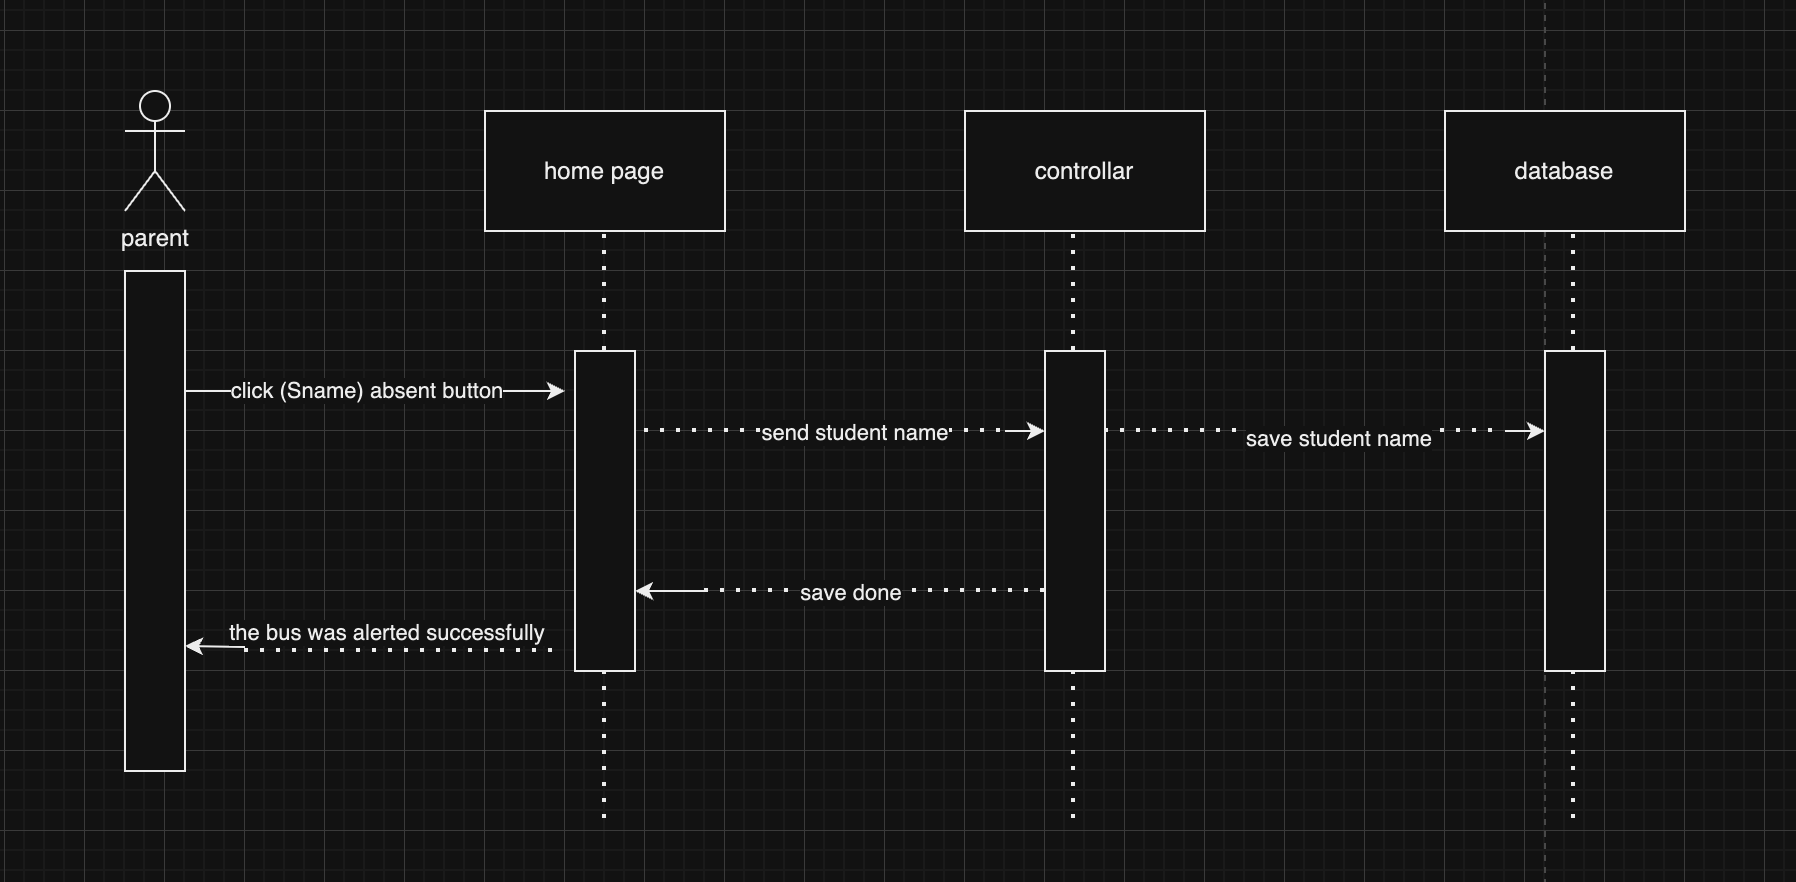 parent
home page
controllar
database
click (Sname) absent button
send student name
save student name
save done
the bus was alerted successfully